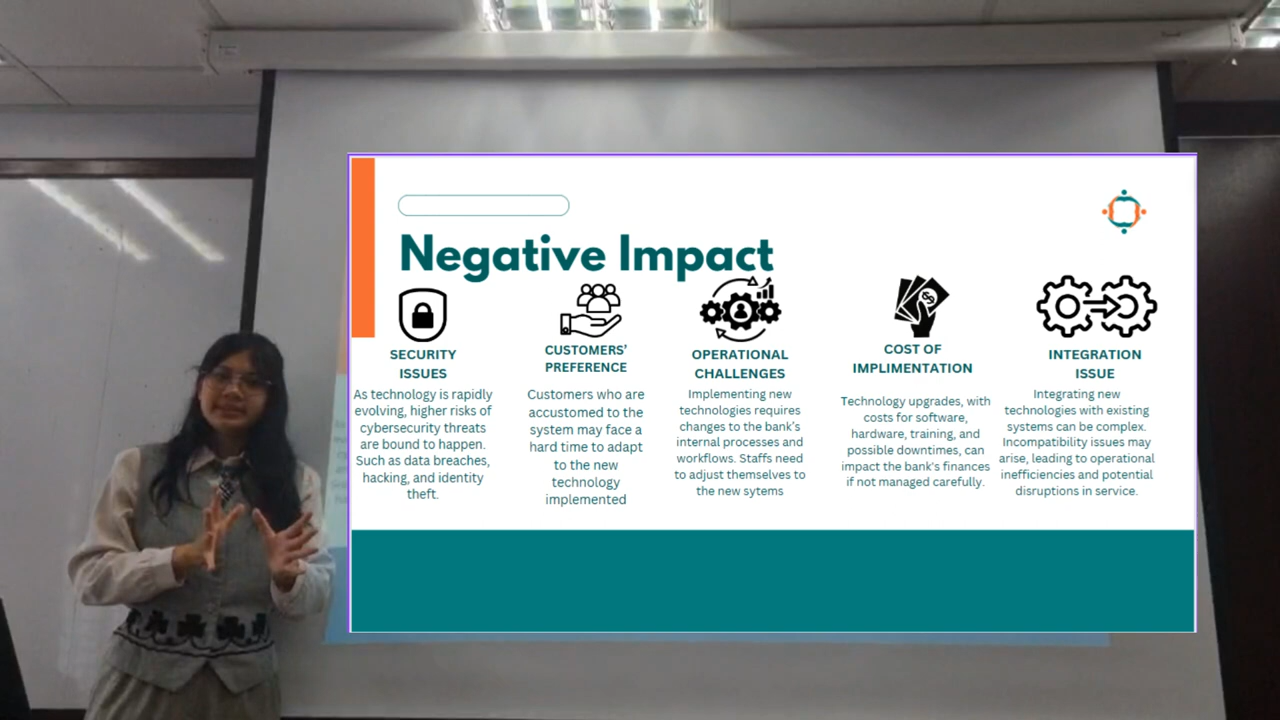 Negative Impact
SECURITY
ISSUES
As technology is rapidly
evolving, higher risks of
cybersecurity threats
are bound to happen.
Such as data breaches,
hacking, and identity
theft.
CUSTOMERS’
PREFERENCE
Customers who are
accustomed to the
system may face a
hard time to adapt
to the new
technology
implemented
OPERATIONAL
CHALLENGES
Implementing new
technologies requires
changes to the bank’s
internal processes and
workflows. Staffs need
to adjust themselves to
the new sytems
COST OF
IMPLIMENTATION
Technology upgrades, with
costs for software,
hardware, training, and
possible downtimes, can
impact the bank's finances
if not managed carefully.
INTEGRATION
ISSUE
Integrating new
technologies with existing
systems can be complex.
Incompatibility issues may
arise, leading to operational
inefficiencies and potential
disruptions in service.